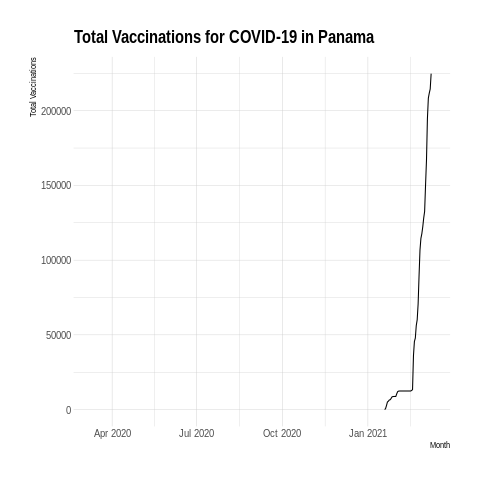 Total Vaccinations for COVID-19 in Panama
Total Vaccinations
200000
150000
100000
50000
0
Apr 2020
Jul 2020
Oct 2020
Jan 2021
Month